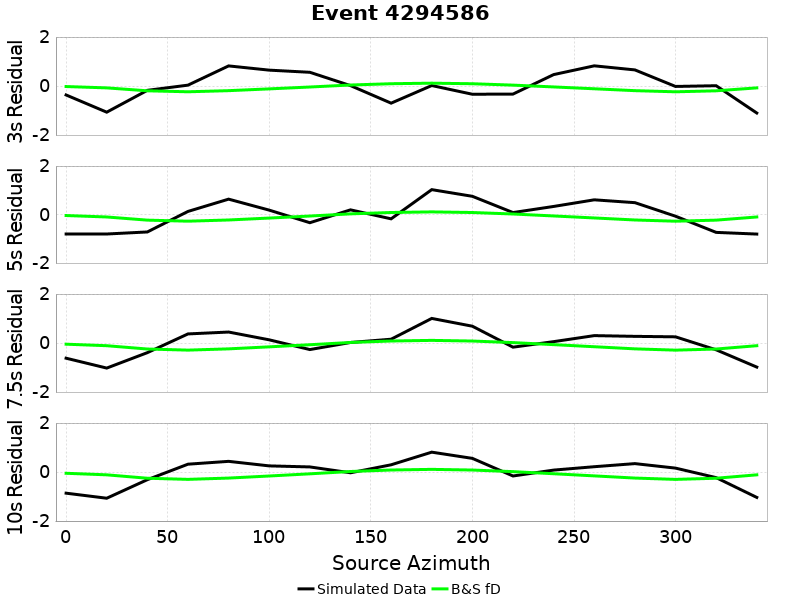 Event 4294586
3s Residual
2
0
-2
5s Residual
2
0
-2
7.5s Residual
2
0
-2
10s Residual
2
0
-2
0 50 100 150 200 250 300
Source Azimuth
Simulated Data B&S fD